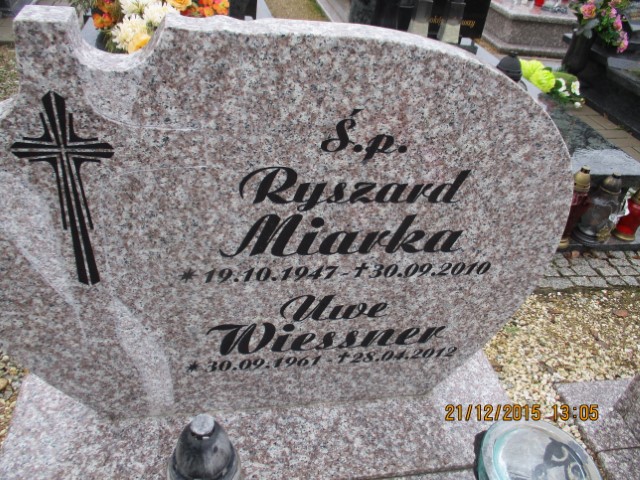 Ś.p.
Ryszard
Miarka
* 19.10.1947 - † 30.09.2010
Uwe
Wiessner
* 30.09.1961 † 28.04.2012
21/12/2015 13:05